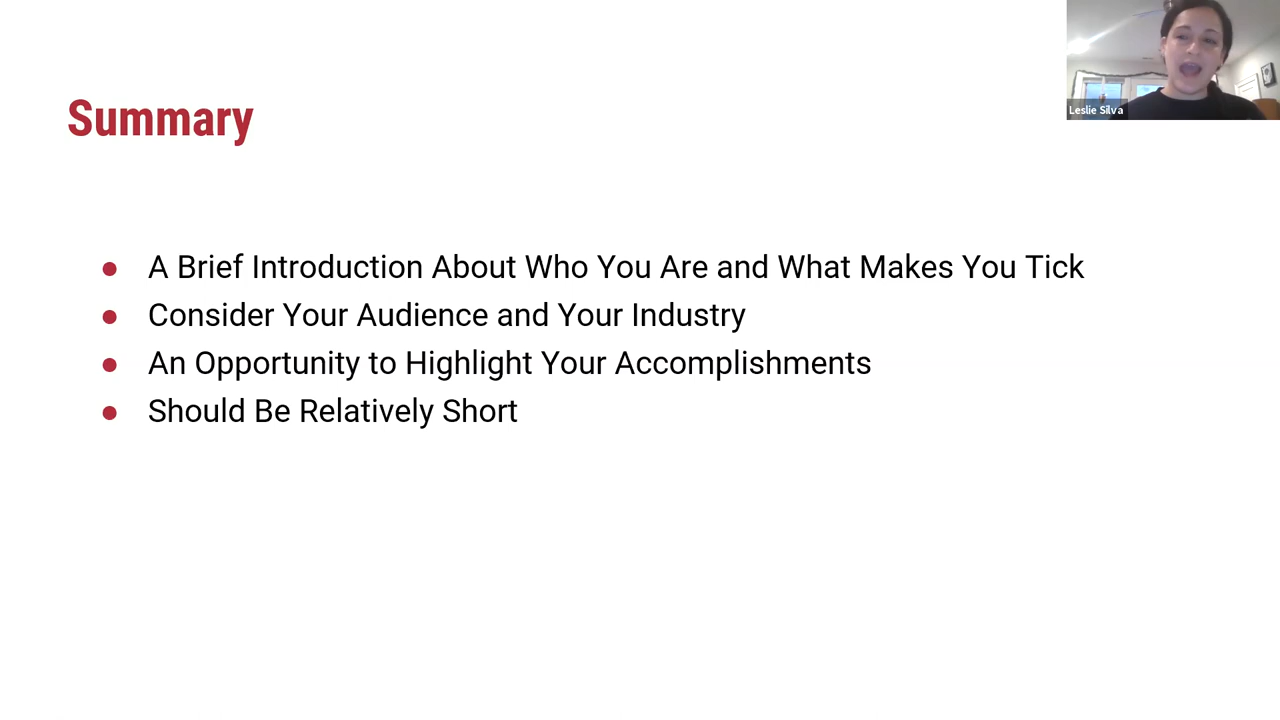 Summary
Leslie Silva
● A Brief Introduction About Who You Are and What Makes You Tick
● Consider Your Audience and Your Industry
● An Opportunity to Highlight Your Accomplishments
● Should Be Relatively Short